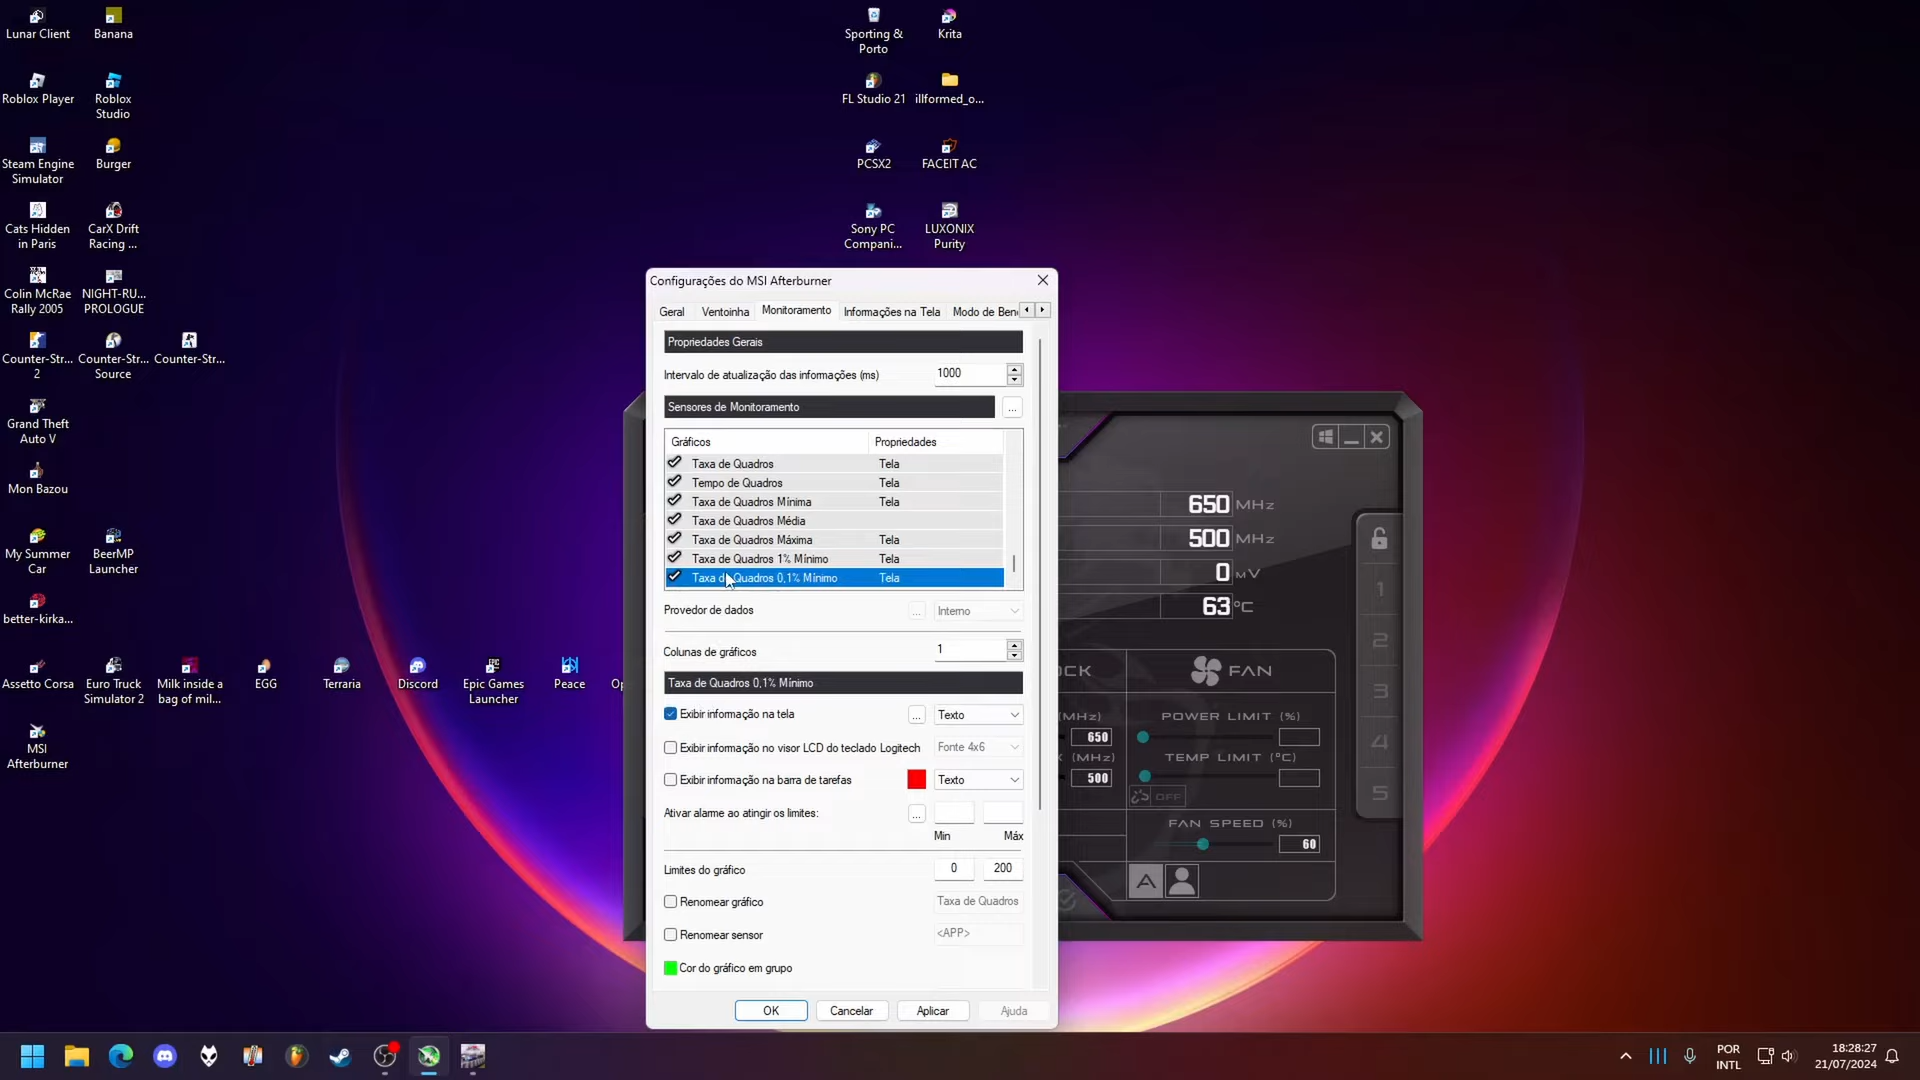 Lunar Client
Banana
Sporting &
Porto
Krita
Roblox Player
Roblox
Studio
FL Studio 21
illformed_o...
Steam Engine
Simulator
Burger
PCSX2
FACEIT AC
Cats Hidden
in Paris
CarX Drift
Racing ...
Sony PC
Compani...
LUXONIX
Purity
Colin McRae
Rally 2005
NIGHT-RU...
PROLOGUE
Counter-Str...
2
Counter-Str...
Source
Counter-Str...
Grand Theft
Auto V
Mon Bazou
My Summer
Car
BeerMP
Launcher
better-kirka...
Assetto Corsa
Euro Truck
Simulator 2
Milk inside a
bag of mil...
EGG
Terraria
Discord
Epic Games
Launcher
Peace
Op
MSI
Afterburner
Configurações do MSI Afterburner
Geral
Ventoinha
Monitoramento
Informações na Tela
Modo de Ben
Propriedades Gerais
Intervalo de atualização das informações (ms)
1000
Sensores de Monitoramento
...
Gráficos
Propriedades
Taxa de Quadros
Tela
Tempo de Quadros
Tela
Taxa de Quadros Mínima
Tela
Taxa de Quadros Média
Taxa de Quadros Máxima
Tela
Taxa de Quadros 1% Mínimo
Tela
Taxa de Quadros 0,1% Mínimo
Tela
Provedor de dados
...
Interno
Colunas de gráficos
1
Taxa de Quadros 0,1% Mínimo
Exibir informação na tela
...
Texto
Exibir informação no visor LCD do teclado Logitech
Fonte 4x6
Exibir informação na barra de tarefas
Texto
Ativar alarme ao atingir os limites:
...
Min
Máx
Limites do gráfico
0
200
Renomear gráfico
Taxa de Quadros
Renomear sensor
<APP>
Cor do gráfico em grupo
OK
Cancelar
Aplicar
Ajuda
650 MHz
500 MHz
0 MV
63 °C
OCK
FAN
(MHz)
650
POWER LIMIT (%)
(MHz)
500
TEMP LIMIT (°C)
OFF
FAN SPEED (%)
60
A
1
2
3
4
5
POR
INTL
18:28:27
21/07/2024